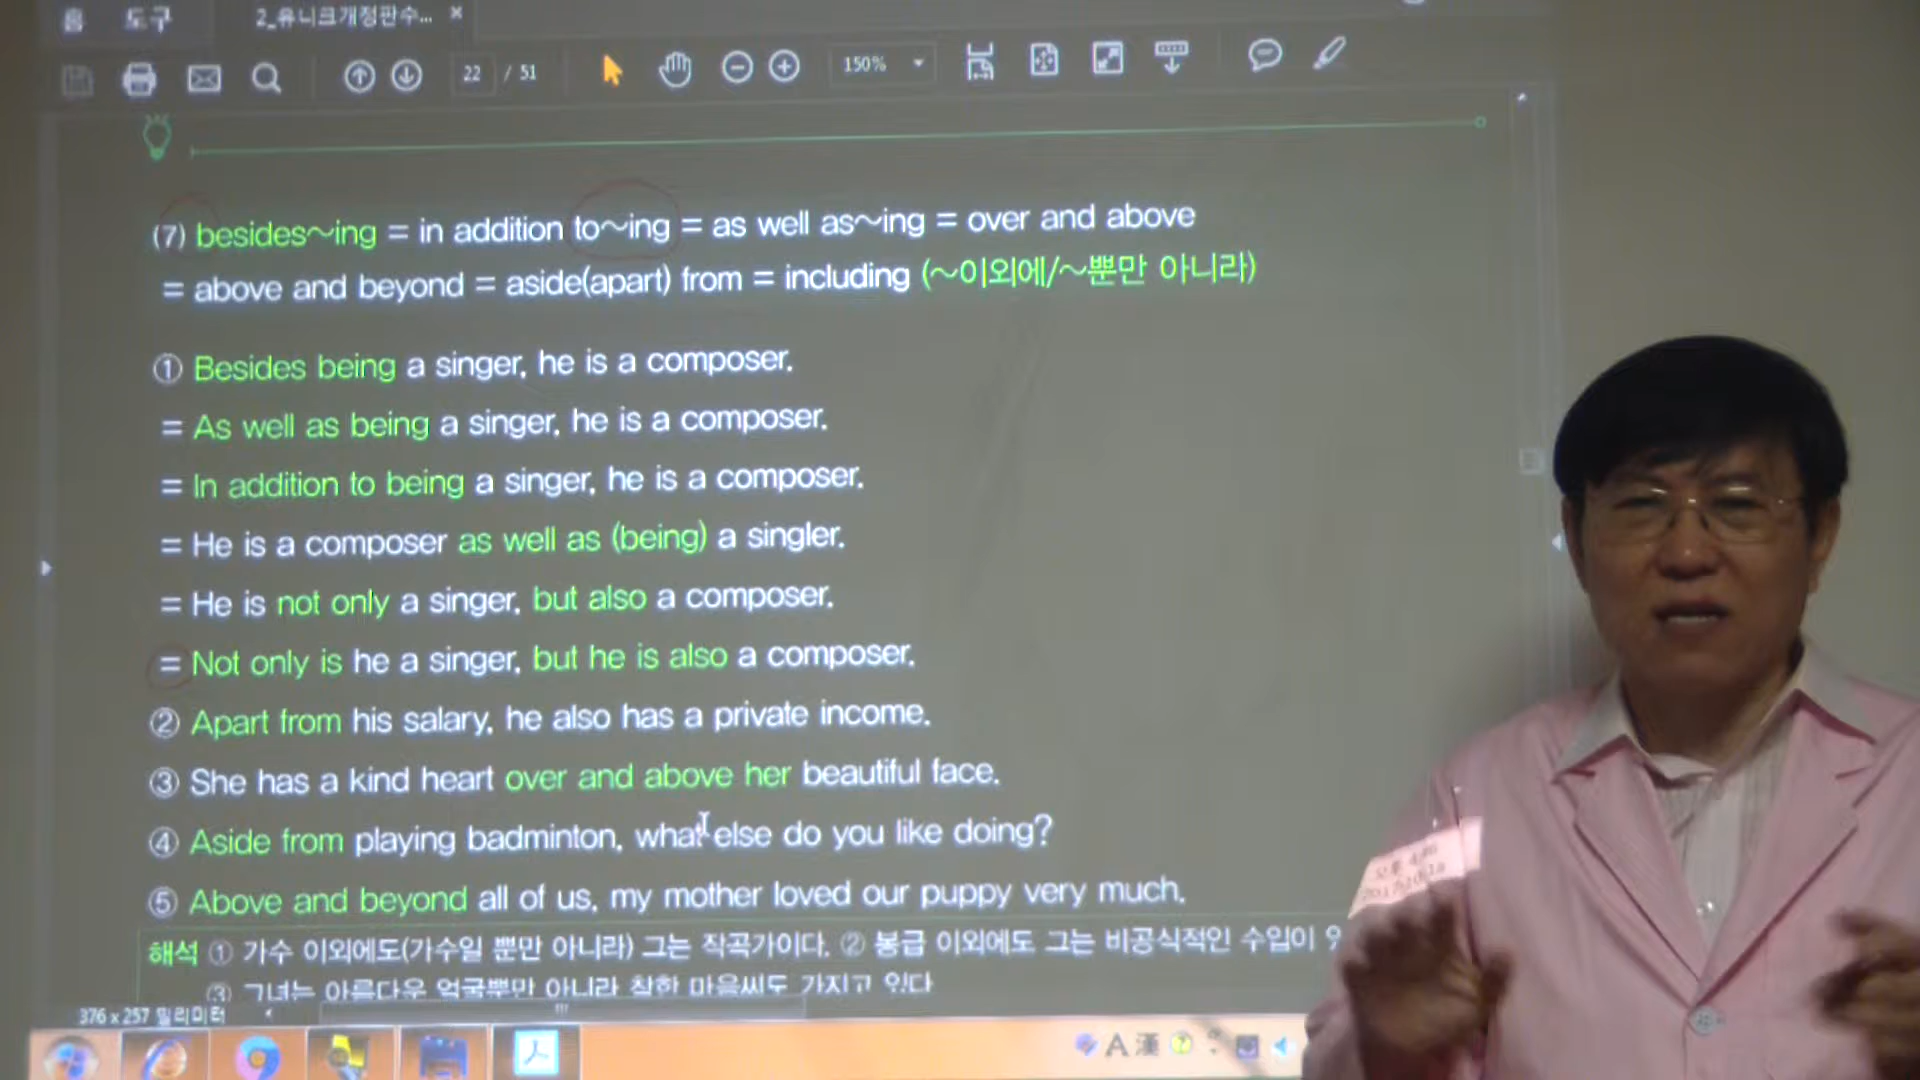 홈 도구 2_유니크개정판수... ×
22 / 51 150%
(7) besides~ing = in addition to~ing = as well as~ing = over and above
= above and beyond = aside(apart) from = including (~이외에/~뿐만 아니라)
① Besides being a singer, he is a composer.
= As well as being a singer, he is a composer.
= In addition to being a singer, he is a composer.
= He is a composer as well as (being) a singler.
= He is not only a singer, but also a composer.
= Not only is he a singer, but he is also a composer.
② Apart from his salary, he also has a private income.
③ She has a kind heart over and above her beautiful face.
④ Aside from playing badminton, what else do you like doing?
⑤ Above and beyond all of us, my mother loved our puppy very much.
해석 ① 가수 이외에도(가수일 뿐만 아니라) 그는 작곡가이다. ② 봉급 이외에도 그는 비공식적인 수입이
③ 그녀는 아름다운 얼굴뿐만 아니라 착한 마음씨도 가지고 있다
376 x 257 밀리미터
A 漢
오후